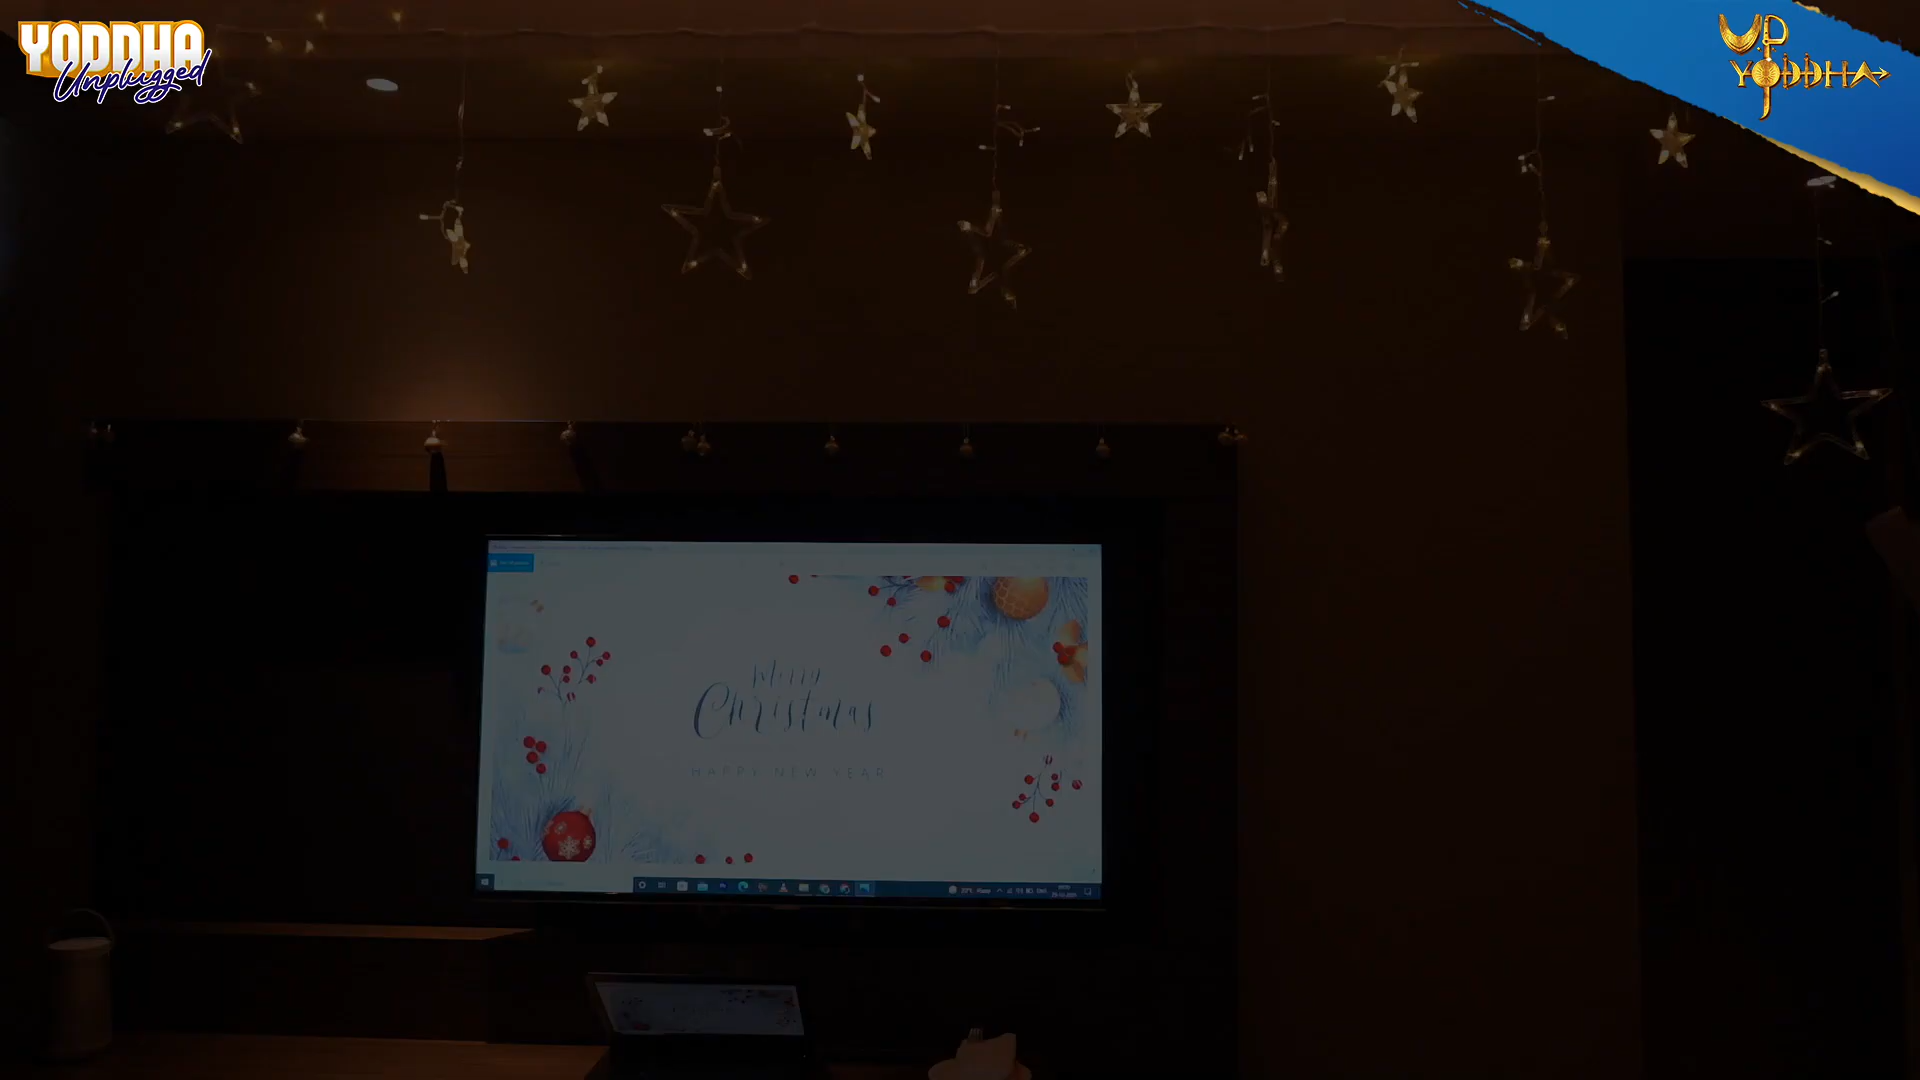 YODDHA
Unplugged
UP
YODDHA
Merry
Christmas
HAPPY NEW YEAR